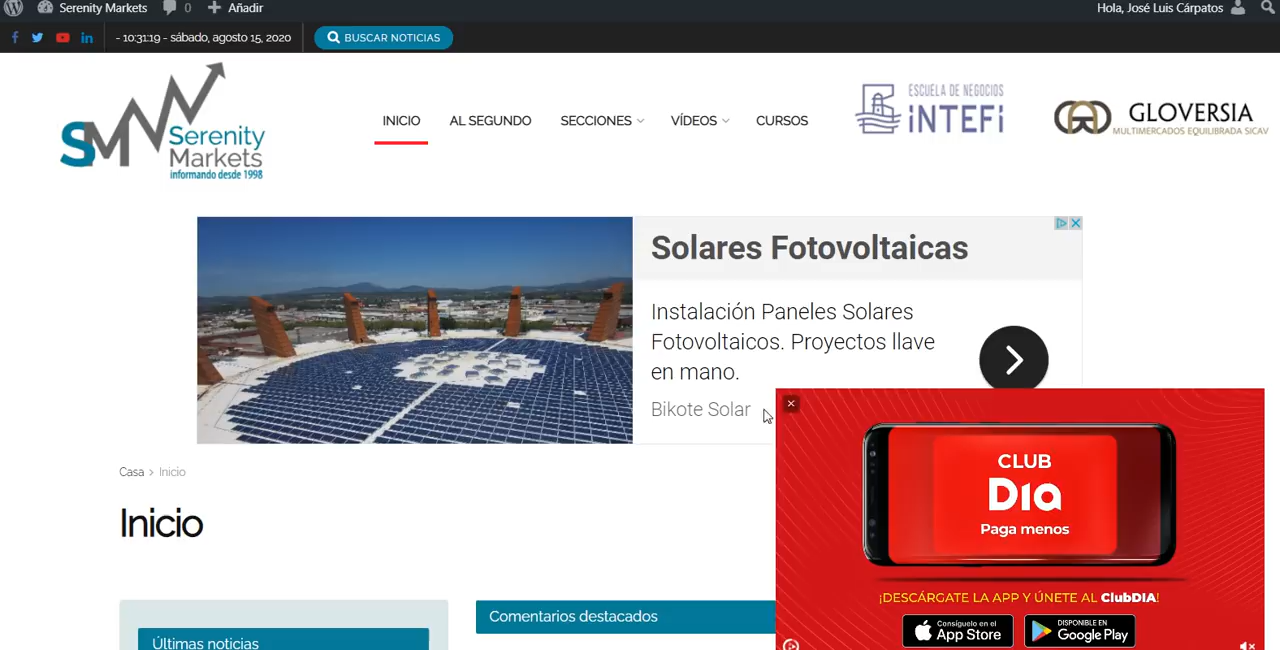 Serenity Markets 0 Añadir Hola, José Luis Cárpatos
- 10:31:19 - sábado, agosto 15, 2020 BUSCAR NOTICIAS
SM Serenity Markets
informando desde 1998
INICIO AL SEGUNDO SECCIONES VÍDEOS CURSOS
ESCUELA DE NEGOCIOS
INTEFI
GLOVERSIA
MULTIMERCADOS EQUILIBRADA SICAV
Solares Fotovoltaicas
Instalación Paneles Solares
Fotovoltaicos. Proyectos llave
en mano.
Bikote Solar
Casa > Inicio
Inicio
Últimas noticias
Comentarios destacados
CLUB
Dia
Paga menos
¡DESCÁRGATE LA APP Y ÚNETE AL ClubDIA!
Consíguelo en el
App Store
DISPONIBLE EN
Google Play